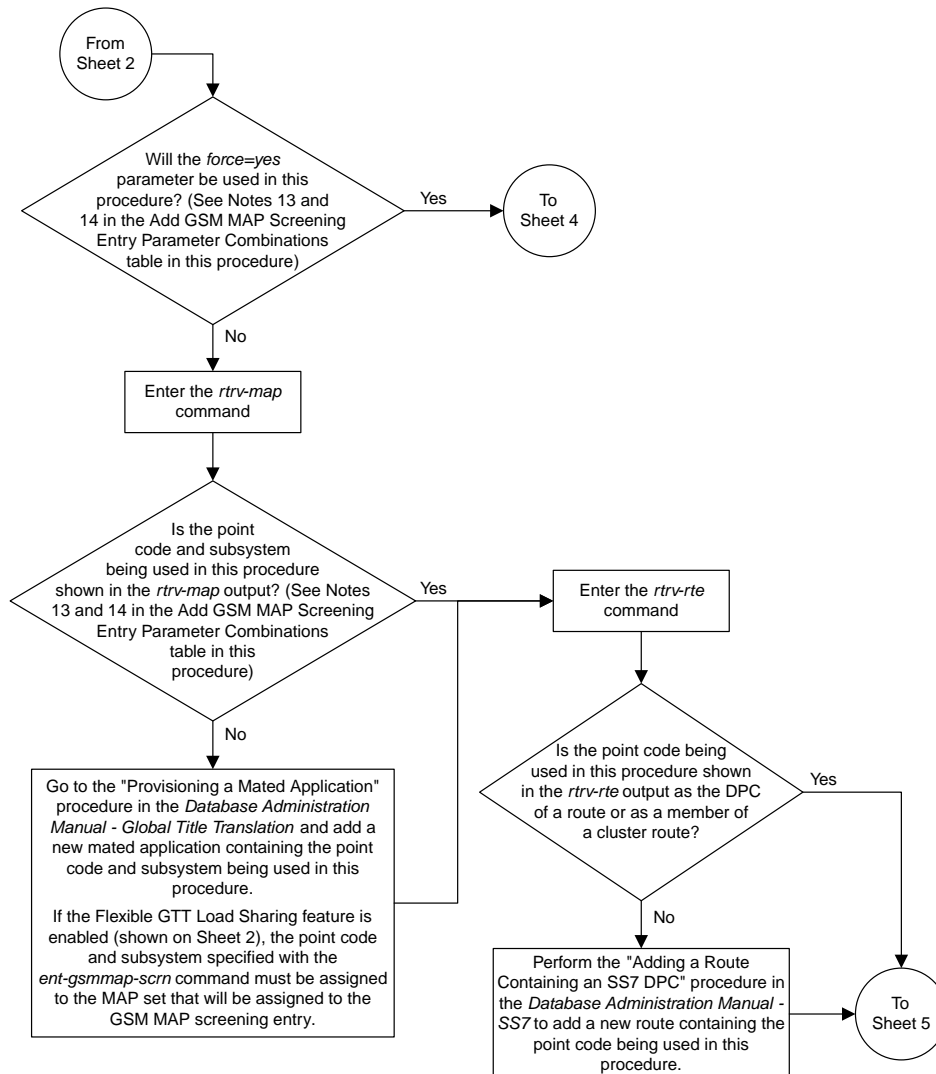 From
Sheet 2
Will the force=yes
parameter be used in this
procedure? (See Notes 13 and
14 in the Add GSM MAP Screening
Entry Parameter Combinations
table in this procedure)
Yes
To
Sheet 4
No
Enter the rtrv-map
command
Is the point
code and subsystem
being used in this procedure
shown in the rtrv-map output? (See Notes
13 and 14 in the Add GSM MAP Screening
Entry Parameter Combinations
table in this
procedure)
Yes
Enter the rtrv-rte
command
No
Go to the "Provisioning a Mated Application"
procedure in the Database Administration
Manual - Global Title Translation and add a
new mated application containing the point
code and subsystem being used in this
procedure.
If the Flexible GTT Load Sharing feature is
enabled (shown on Sheet 2), the point code
and subsystem specified with the
ent-gsmmap-scrn command must be assigned
to the MAP set that will be assigned to the
GSM MAP screening entry.
Is the point code being
used in this procedure shown
in the rtrv-rte output as the DPC
of a route or as a member of
a cluster route?
Yes
No
Perform the "Adding a Route
Containing an SS7 DPC" procedure in
the Database Administration Manual -
SS7 to add a new route containing the
point code being used in this
procedure.
To
Sheet 5